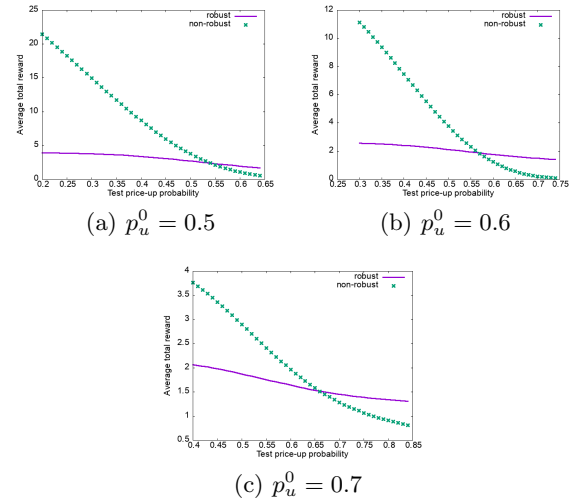 25
20
15
10
5
0
Average total reward
robust
non-robust
0.2 0.25 0.3 0.35 0.4 0.45 0.5 0.55 0.6 0.65
Test price-up probability
(a) p_u^0 = 0.5
12
10
8
6
4
2
0
Average total reward
robust
non-robust
0.25 0.3 0.35 0.4 0.45 0.5 0.55 0.6 0.65 0.7 0.75
Test price-up probability
(b) p_u^0 = 0.6
4
3.5
3
2.5
2
1.5
1
0.5
Average total reward
robust
non-robust
0.4 0.45 0.5 0.55 0.6 0.65 0.7 0.75 0.8 0.85
Test price-up probability
(c) p_u^0 = 0.7